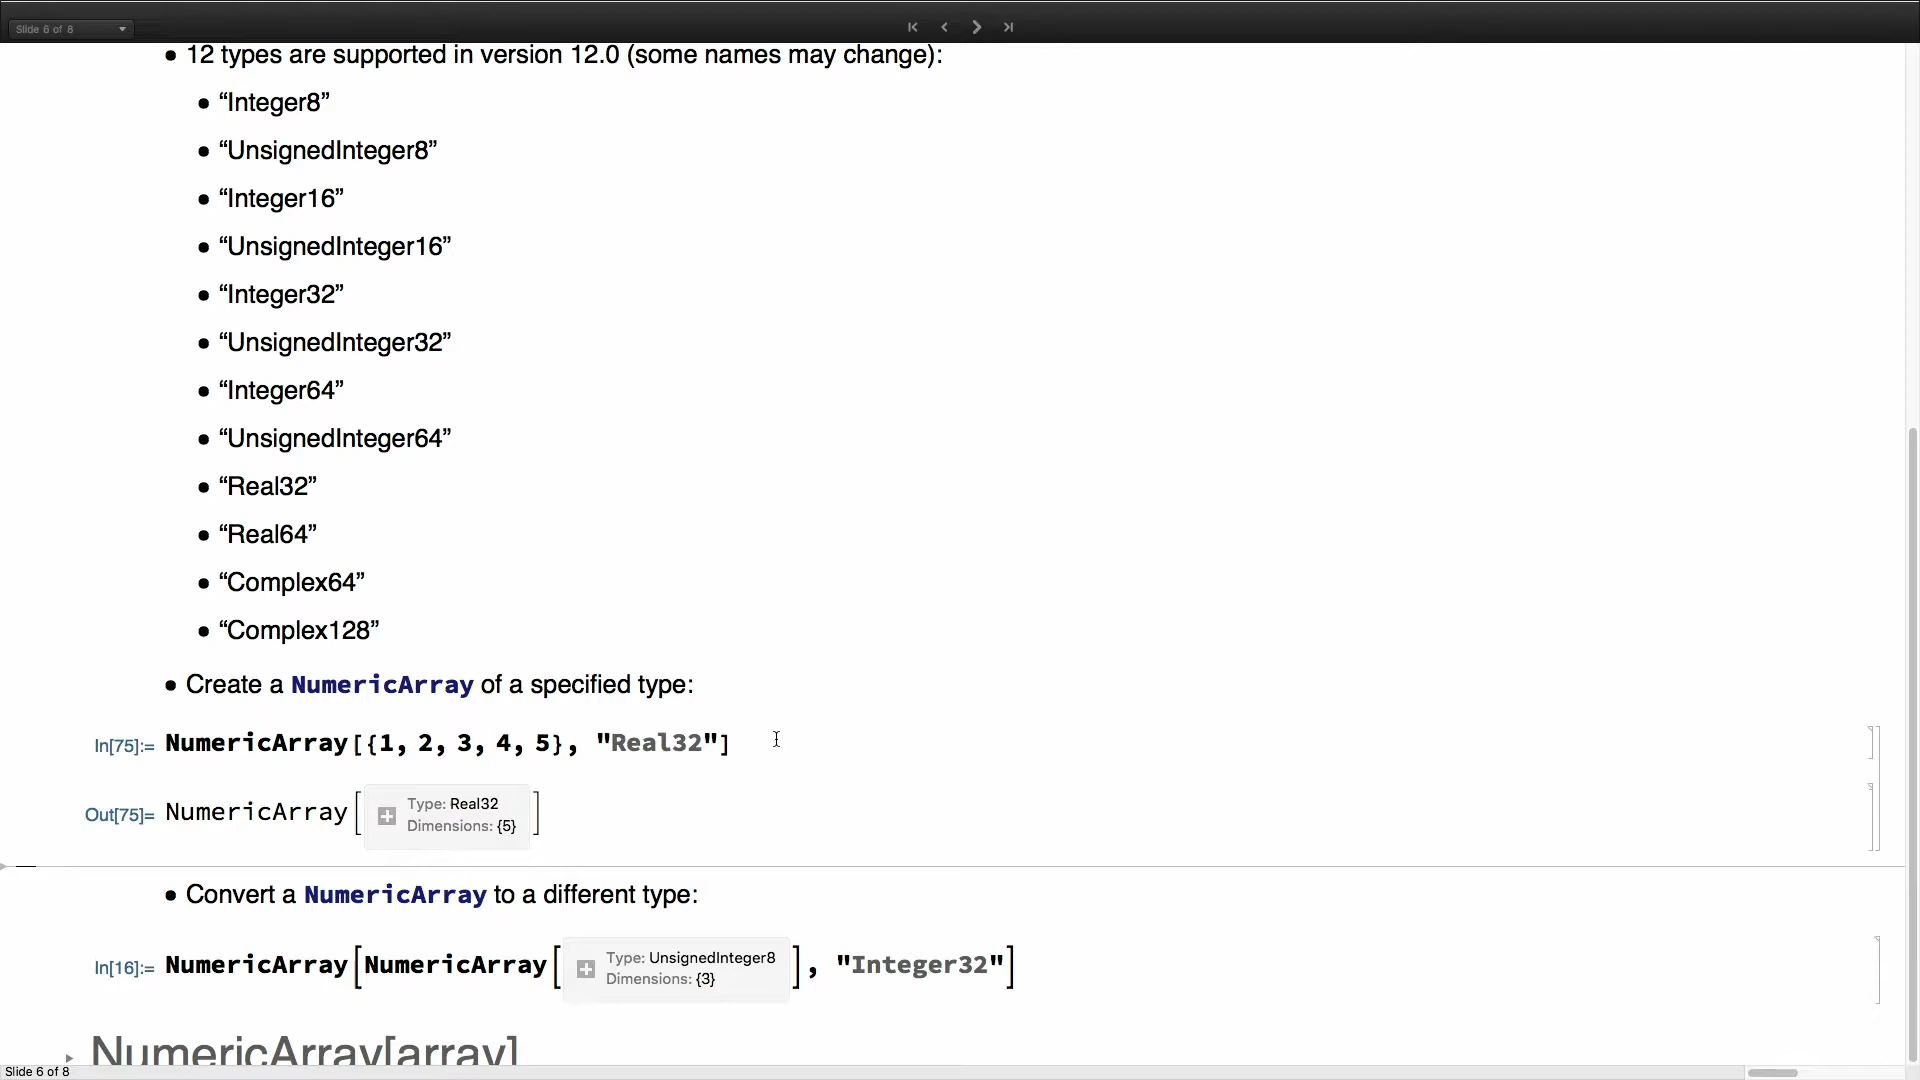 Slide 6 of 8
• 12 types are supported in version 12.0 (some names may change):
• “Integer8”
• “UnsignedInteger8”
• “Integer16”
• “UnsignedInteger16”
• “Integer32”
• “UnsignedInteger32”
• “Integer64”
• “UnsignedInteger64”
• “Real32”
• “Real64”
• “Complex64”
• “Complex128”
• Create a NumericArray of a specified type:
In[75]:= NumericArray[{1, 2, 3, 4, 5}, "Real32"]
Out[75]= NumericArray[ Type: Real32
Dimensions: {5} ]
• Convert a NumericArray to a different type:
In[16]:= NumericArray[NumericArray[ Type: UnsignedInteger8
Dimensions: {3} ], "Integer32"]
NumericArray[array]
Slide 6 of 8